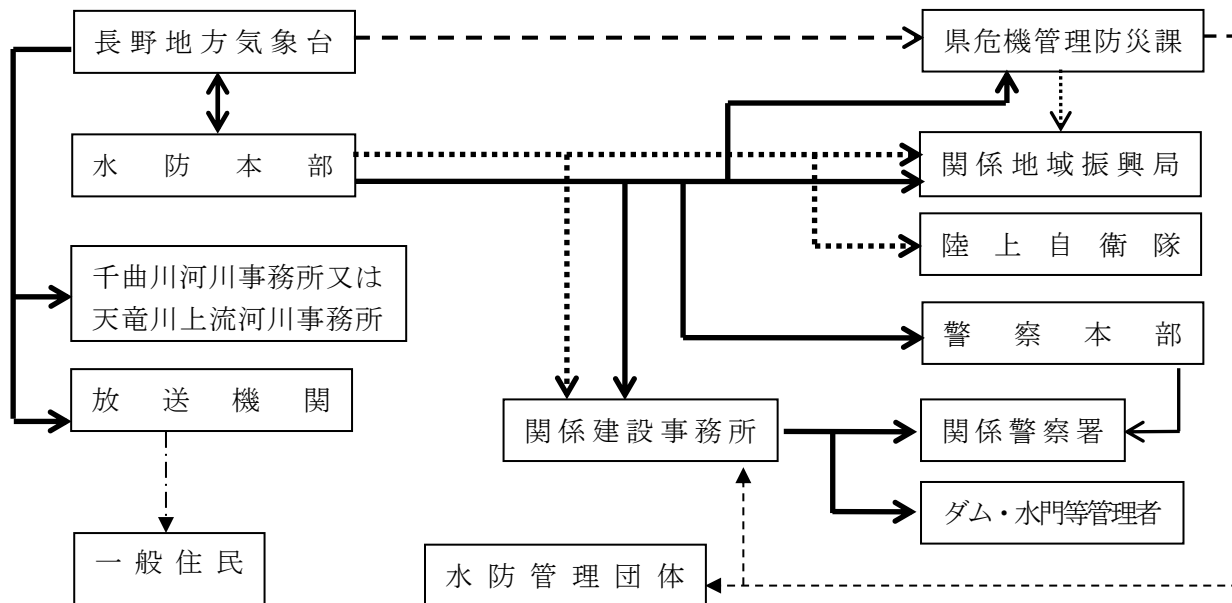 長野地方気象台
県危機管理防災課
水防本部
関係地域振興局
陸上自衛隊
千曲川河川事務所又は
天竜川上流河川事務所
警察本部
放送機関
関係建設事務所
関係警察署
ダム・水門等管理者
一般住民
水防管理団体